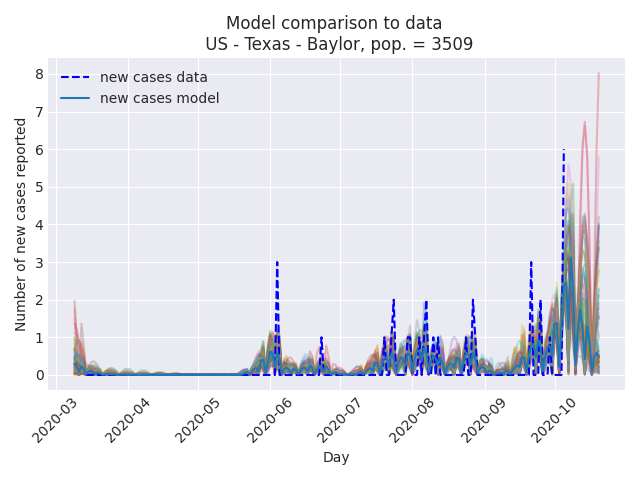 Model comparison to data
US - Texas - Baylor, pop. = 3509
new cases data
new cases model
Number of new cases reported
8
7
6
5
4
3
2
1
0
2020-03
2020-04
2020-05
2020-06
2020-07
2020-08
2020-09
2020-10
Day